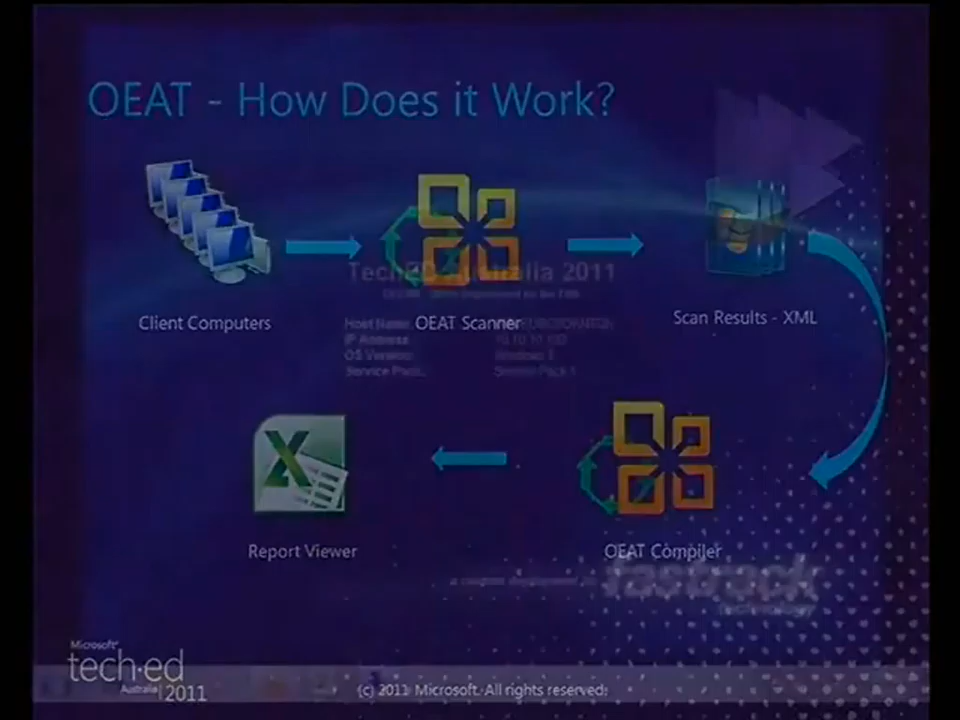 OEAT - How Does it Work?
TechEd Australia 2011
Client Computers
Host Name
OEAT Scanner
Scan Results - XML
IP Address
OS Version
Service Pack
Service Pack 1
Report Viewer
OEAT Compiler
fastrack
technology
Microsoft
tech·ed
Australia 2011
(c) 2011 Microsoft. All rights reserved.